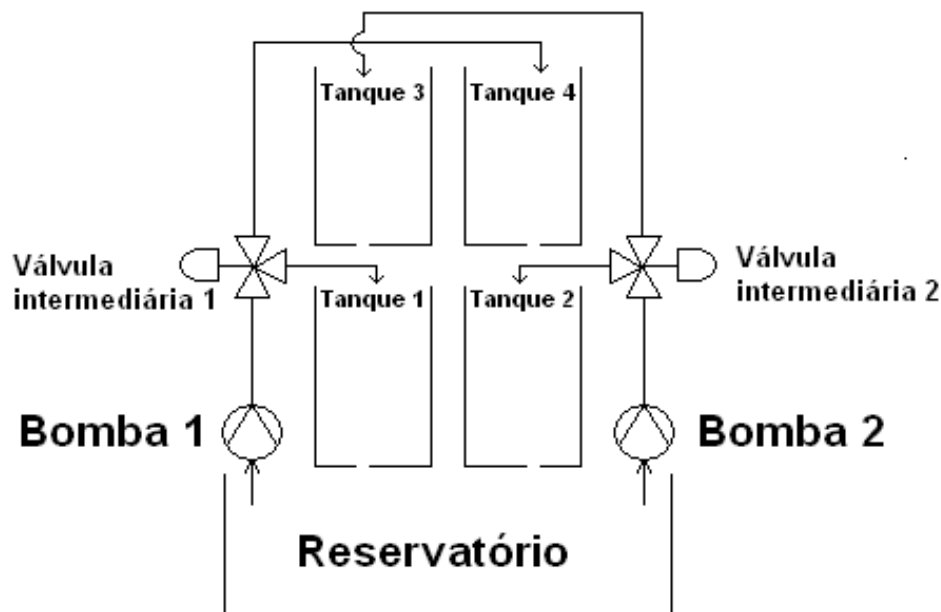 Tanque 3
Tanque 4
Válvula
intermediária 1
Válvula
intermediária 2
Tanque 1
Tanque 2
Bomba 1
Bomba 2
Reservatório